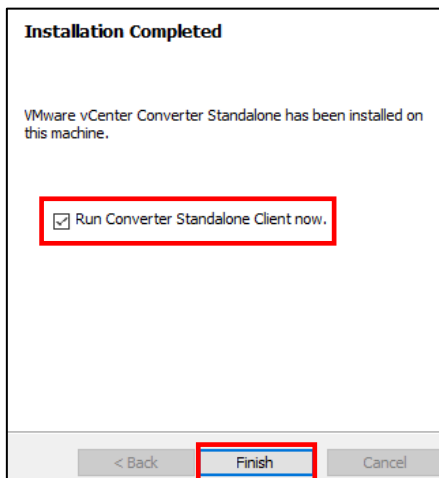 Installation Completed
VMware vCenter Converter Standalone has been installed on
this machine.
Run Converter Standalone Client now.
< Back
Finish
Cancel